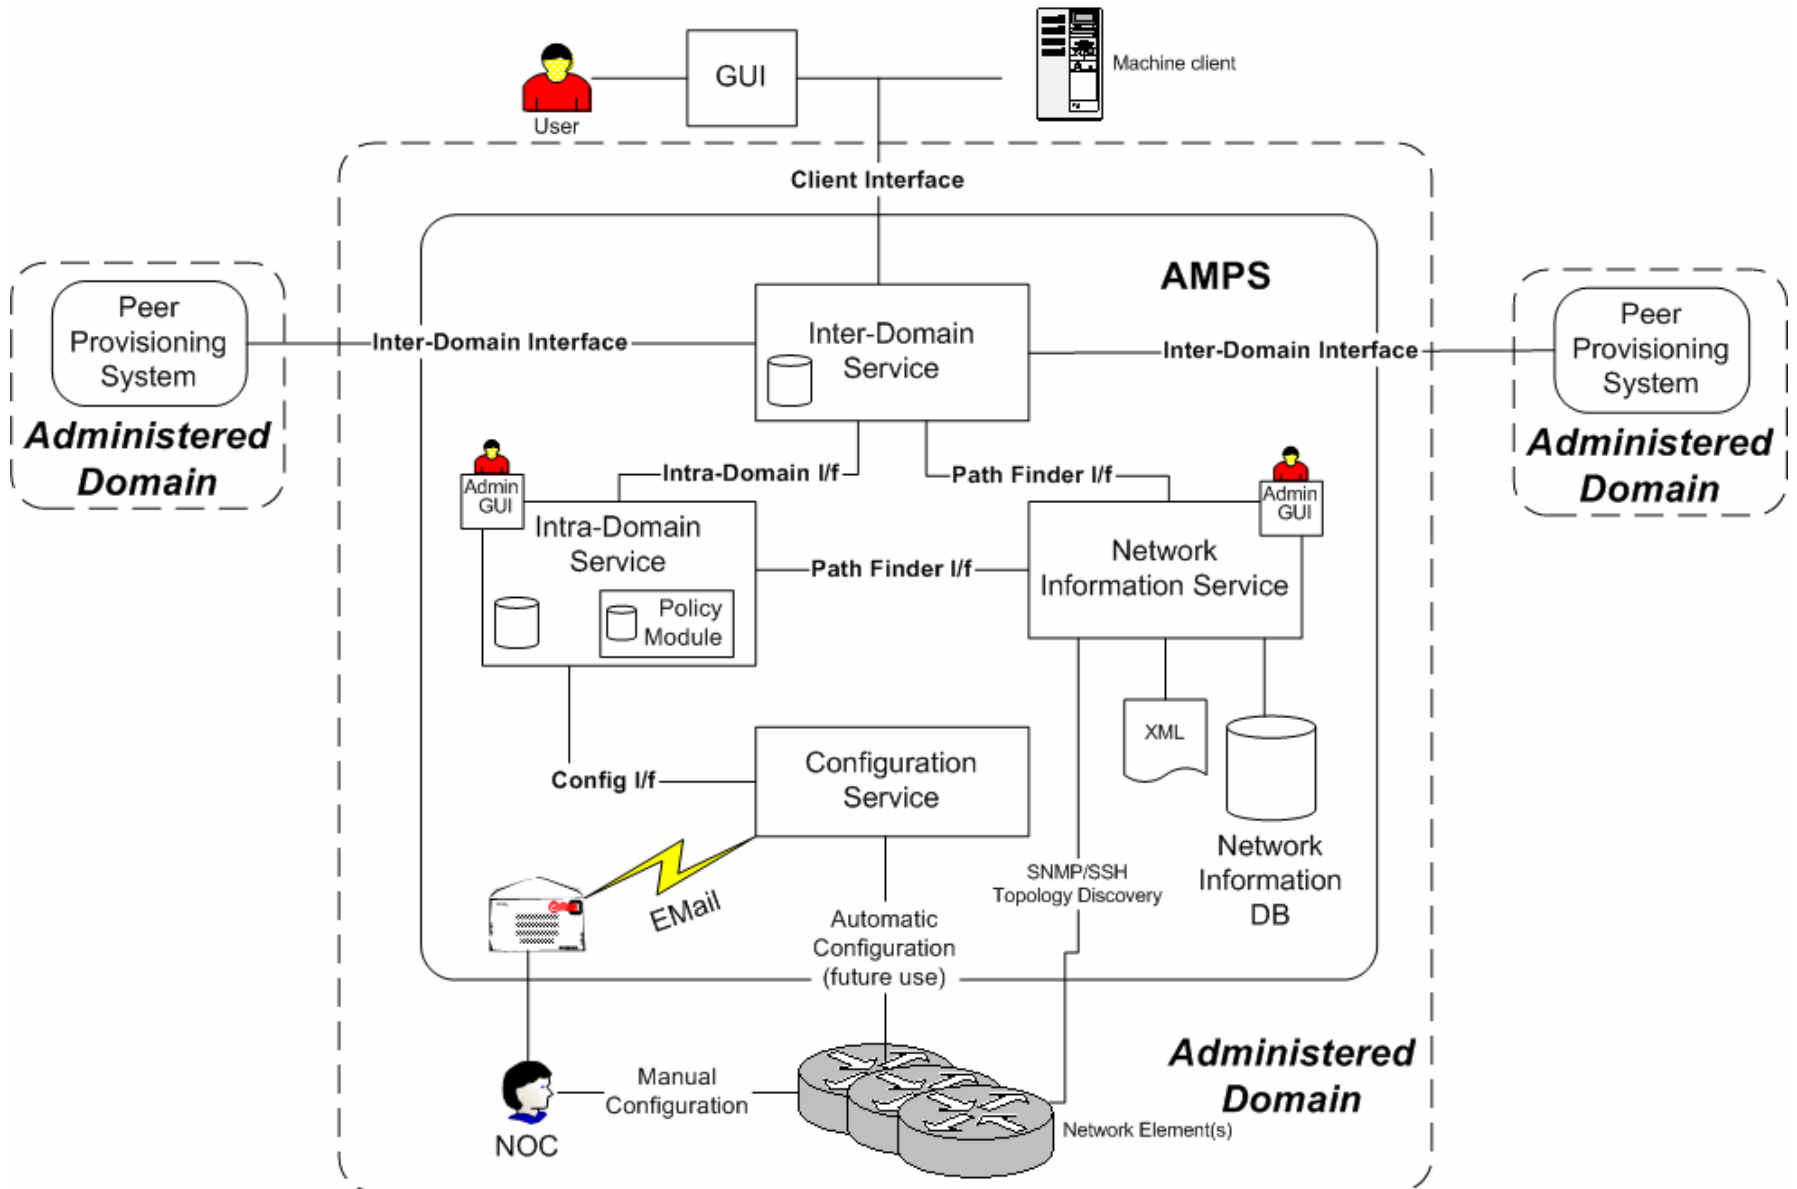 GUI
Machine client
User
Client Interface
AMPS
Peer
Provisioning
System
Administered
Domain
Inter-Domain Interface
Inter-Domain
Service
Inter-Domain Interface
Peer
Provisioning
System
Administered
Domain
Intra-Domain I/f
Path Finder I/f
Admin
GUI
Intra-Domain
Service
Policy
Module
Path Finder I/f
Admin
GUI
Network
Information Service
XML
Network
Information
DB
Config I/f
Configuration
Service
EMail
SNMP/SSH
Topology Discovery
Automatic
Configuration
(future use)
NOC
Manual
Configuration
Network Element(s)
Administered
Domain